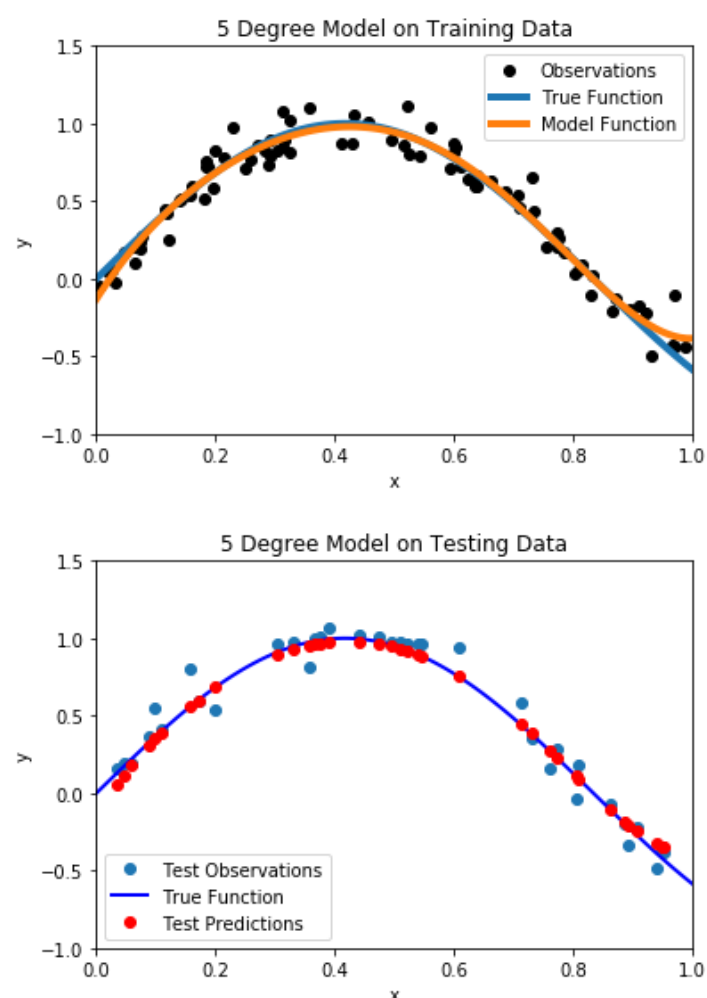 5 Degree Model on Training Data
1.5
1.0
0.5
0.0
−0.5
−1.0
y
Observations
True Function
Model Function
0.0 0.2 0.4 0.6 0.8 1.0
x
5 Degree Model on Testing Data
1.5
1.0
0.5
0.0
−0.5
−1.0
y
Test Observations
True Function
Test Predictions
0.0 0.2 0.4 0.6 0.8 1.0
x